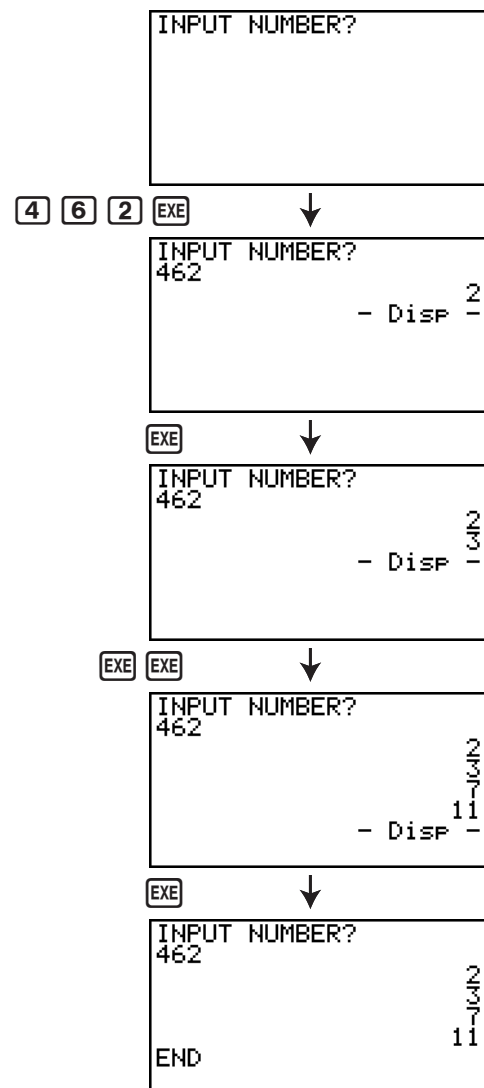 INPUT NUMBER?
4 6 2 EXE
INPUT NUMBER?
462
2
- Disp -
EXE
INPUT NUMBER?
462
2
3
- Disp -
EXE EXE
INPUT NUMBER?
462
2
3
7
11
- Disp -
EXE
INPUT NUMBER?
462
2
3
7
11
END